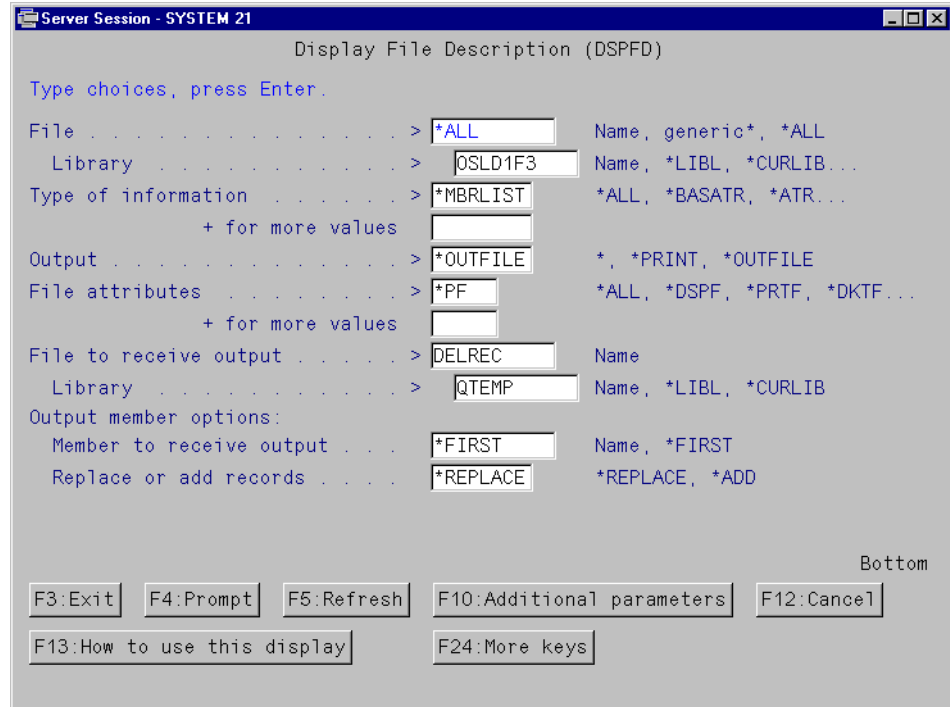 Server Session - SYSTEM 21
Display File Description (DSPFD)
Type choices, press Enter.
File . . . . . . . . . . . . . . > *ALL Name, generic*, *ALL
Library . . . . . . . . . . . > OSLD1F3 Name, *LIBL, *CURLIB...
Type of information . . . . . . > *MBRLIST *ALL, *BASATR, *ATR...
+ for more values
Output . . . . . . . . . . . . . > *OUTFILE *, *PRINT, *OUTFILE
File attributes . . . . . . . . > *PF *ALL, *DSPF, *PRTF, *DKTF...
+ for more values
File to receive output . . . . . > DELREC Name
Library . . . . . . . . . . . > QTEMP Name, *LIBL, *CURLIB
Output member options:
Member to receive output . . . *FIRST Name, *FIRST
Replace or add records . . . . *REPLACE *REPLACE, *ADD
Bottom
F3:Exit F4:Prompt F5:Refresh F10:Additional parameters F12:Cancel
F13:How to use this display F24:More keys